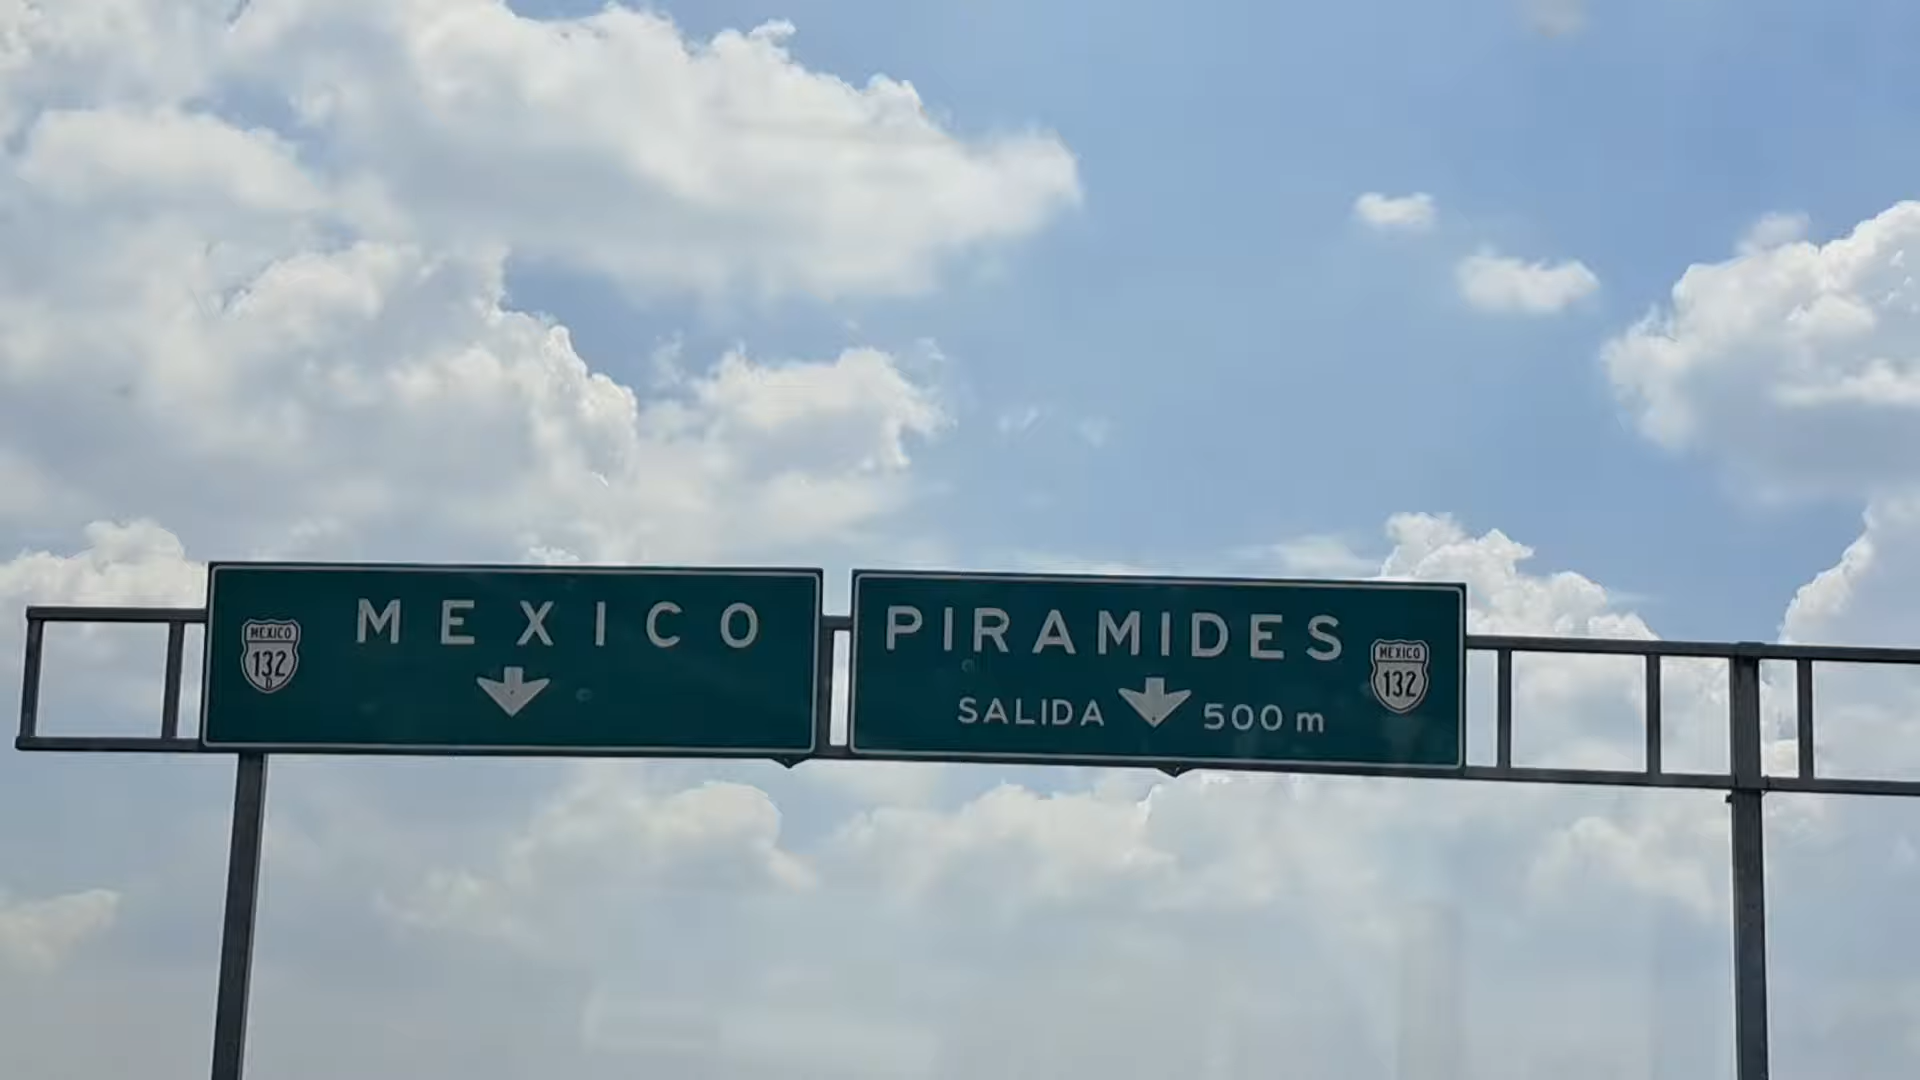 MEXICO
MEXICO
132
D
PIRAMIDES
SALIDA 500 m
MEXICO
132